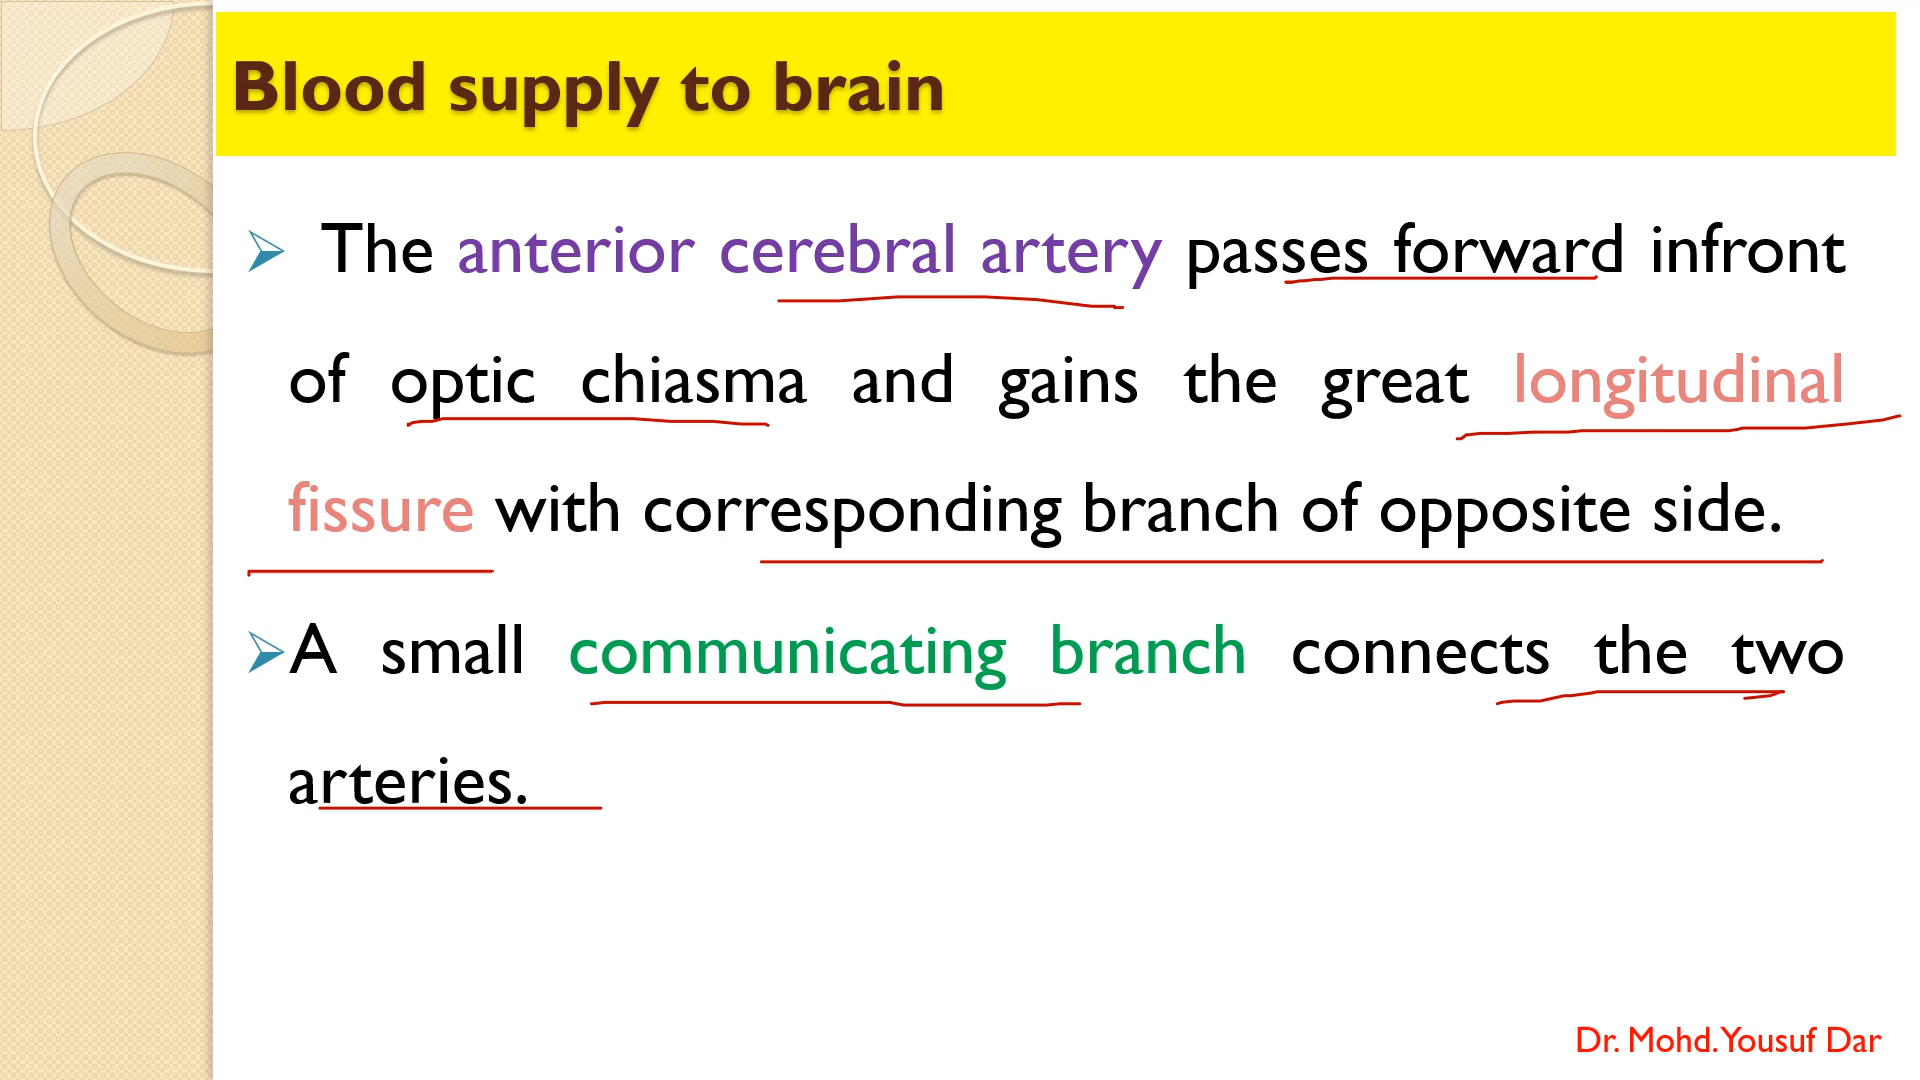 Blood supply to brain
The anterior cerebral artery passes forward infront
of optic chiasma and gains the great longitudinal
fissure with corresponding branch of opposite side.
A small communicating branch connects the two
arteries.
Dr. Mohd. Yousuf Dar